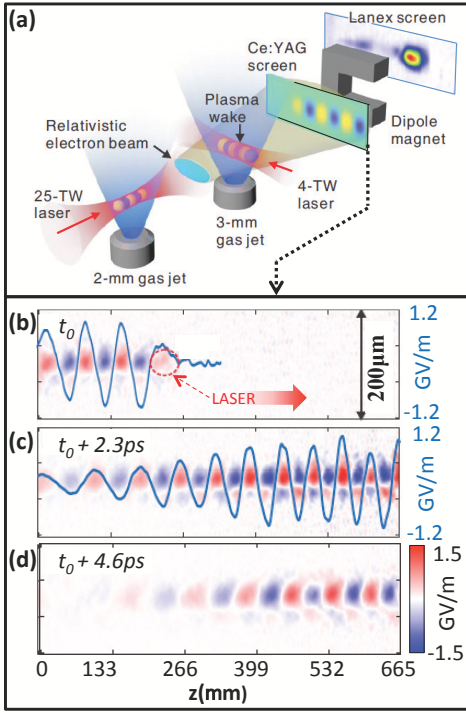 (a)
Lanex screen
Ce:YAG
screen
Plasma
wake
Relativistic
electron beam
Dipole
magnet
25-TW
laser
4-TW
laser
3-mm
gas jet
2-mm gas jet
(b) t0
1.2
GV/m
-1.2
200μm
LASER
(c) t0 + 2.3ps
1.2
GV/m
-1.2
(d) t0 + 4.6ps
1.5
GV/m
-1.5
0 133 266 399 532 665
z(mm)